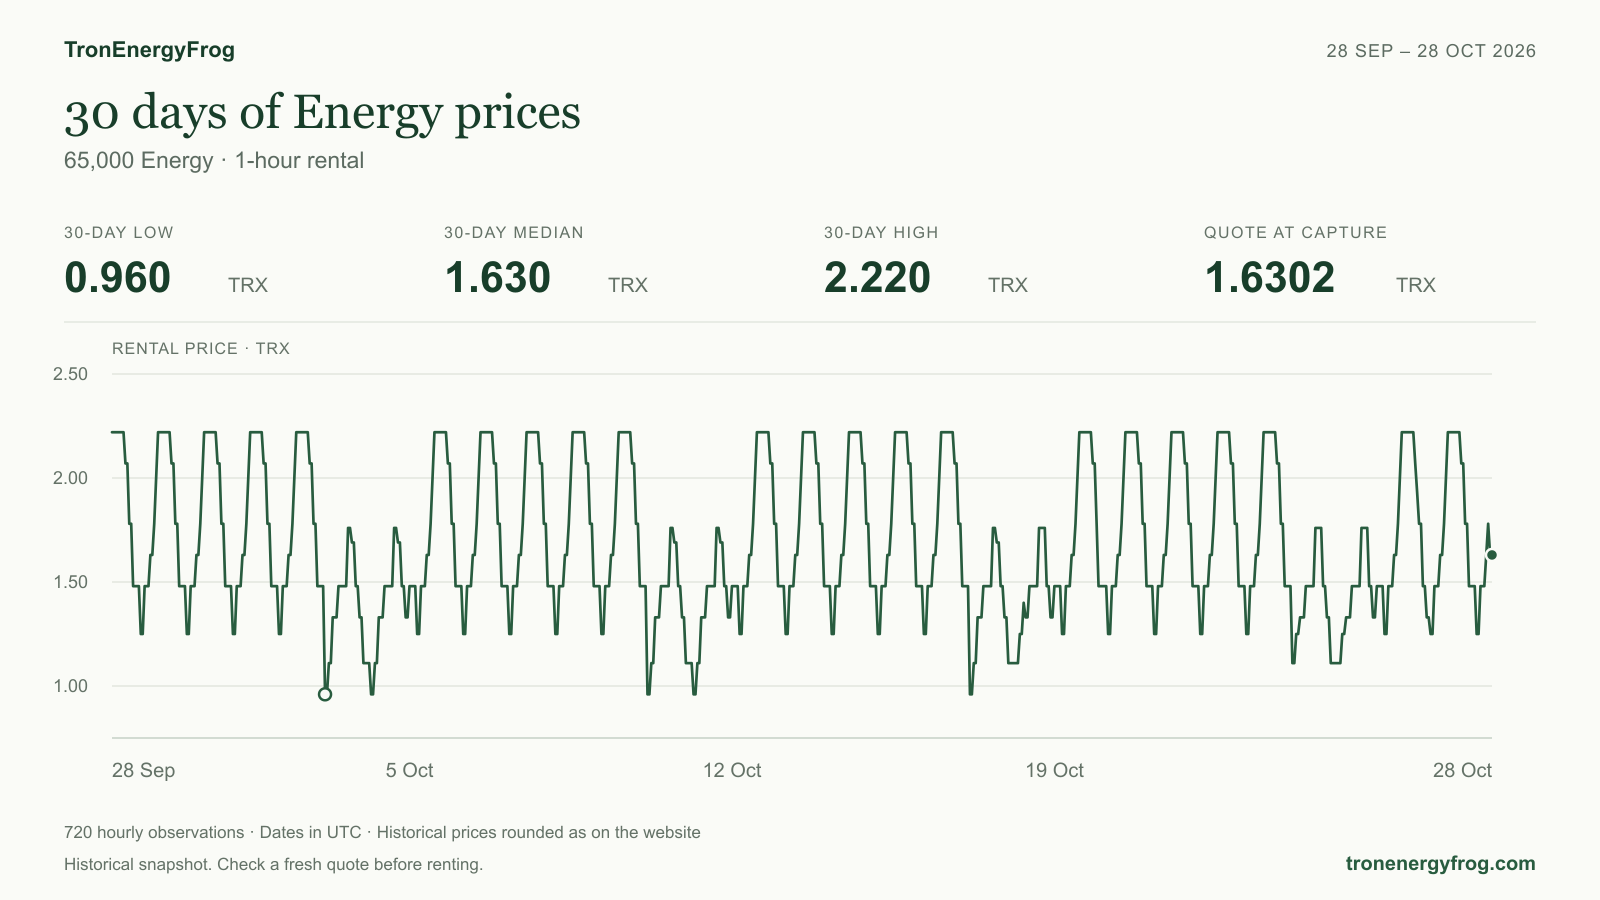 TronEnergyFrog
28 SEP – 28 OCT 2026
30 days of Energy prices
65,000 Energy · 1-hour rental
30-DAY LOW
0.960 TRX
30-DAY MEDIAN
1.630 TRX
30-DAY HIGH
2.220 TRX
QUOTE AT CAPTURE
1.6302 TRX
RENTAL PRICE · TRX
2.50
2.00
1.50
1.00
28 Sep
5 Oct
12 Oct
19 Oct
28 Oct
720 hourly observations · Dates in UTC · Historical prices rounded as on the website
Historical snapshot. Check a fresh quote before renting.
tronenergyfrog.com